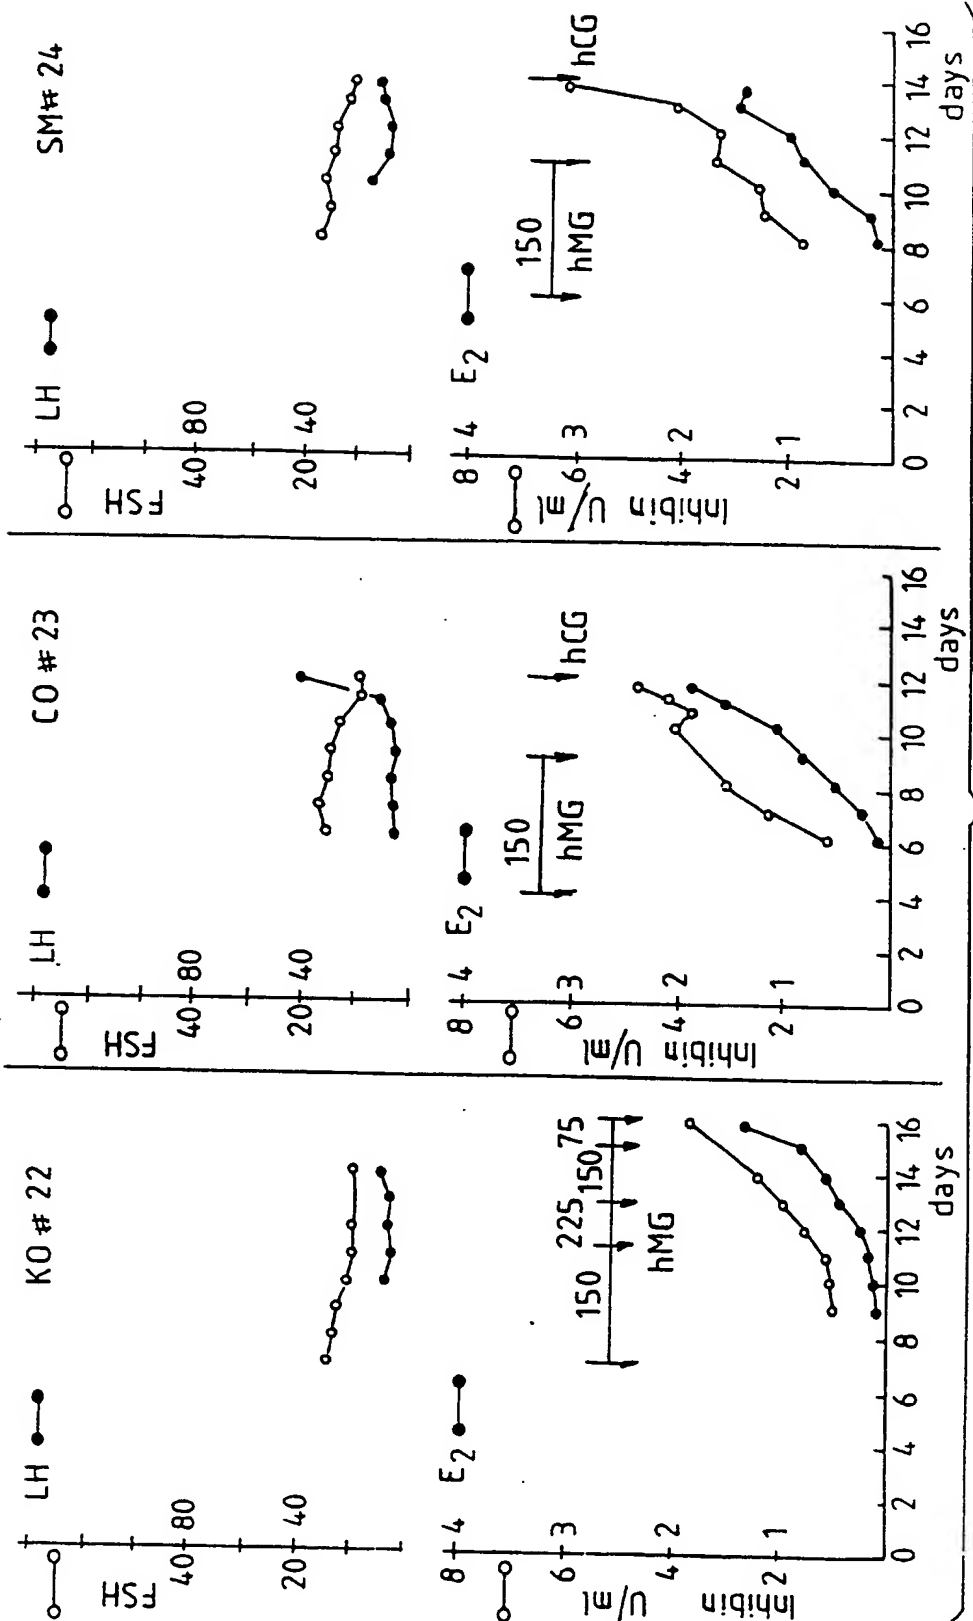 KO # 22
LH
FSH
40 80
20 40
E2
8 4
6 3
4 2
2 1
Inhibin U/ml
150 225 150 75
hMG
0 2 4 6 8 10 12 14 16
days
CO # 23
LH
FSH
40 80
20 40
E2
8 4
6 3
4 2
2 1
Inhibin U/ml
150
hMG
hCG
0 2 4 6 8 10 12 14 16
days
SM# 24
LH
FSH
40 80
20 40
E2
8 4
6 3
4 2
2 1
Inhibin U/ml
150
hMG
hCG
0 2 4 6 8 10 12 14 16
days